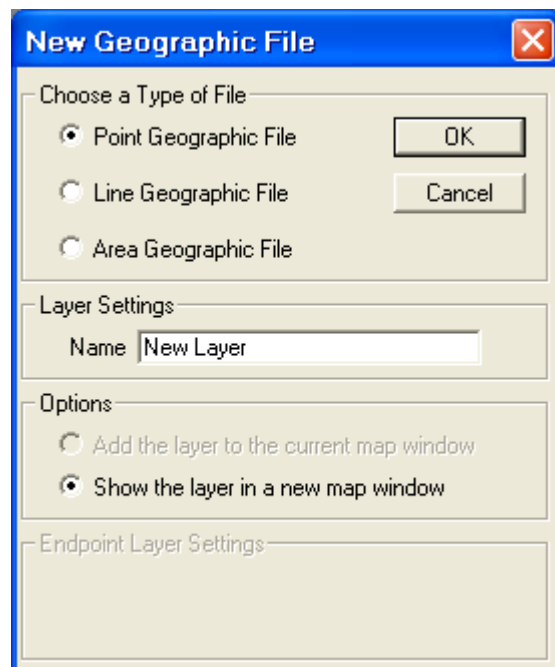 New Geographic File
Choose a Type of File
Point Geographic File
OK
Line Geographic File
Cancel
Area Geographic File
Layer Settings
Name New Layer
Options
Add the layer to the current map window
Show the layer in a new map window
Endpoint Layer Settings